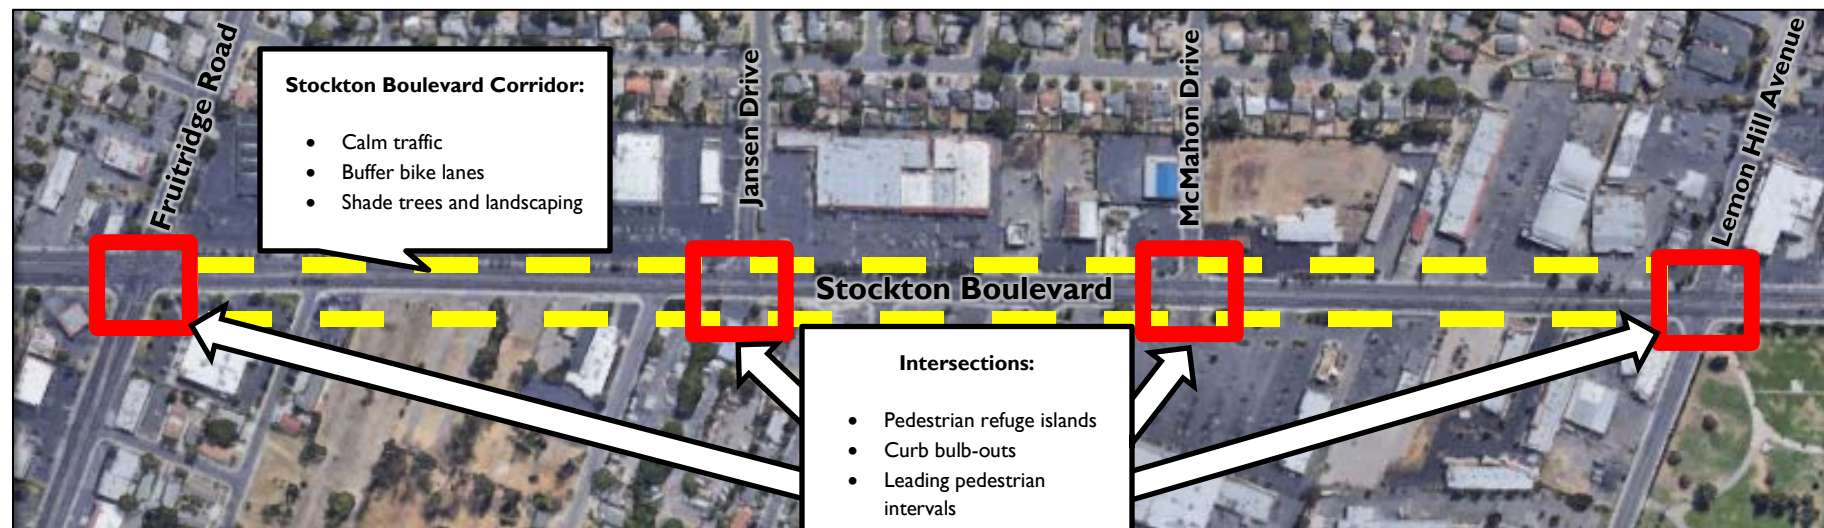 Fruitridge Road
Stockton Boulevard Corridor:
• Calm traffic
• Buffer bike lanes
• Shade trees and landscaping
Jansen Drive
McMahon Drive
Lemon Hill Avenue
Stockton Boulevard
Intersections:
• Pedestrian refuge islands
• Curb bulb-outs
• Leading pedestrian
intervals